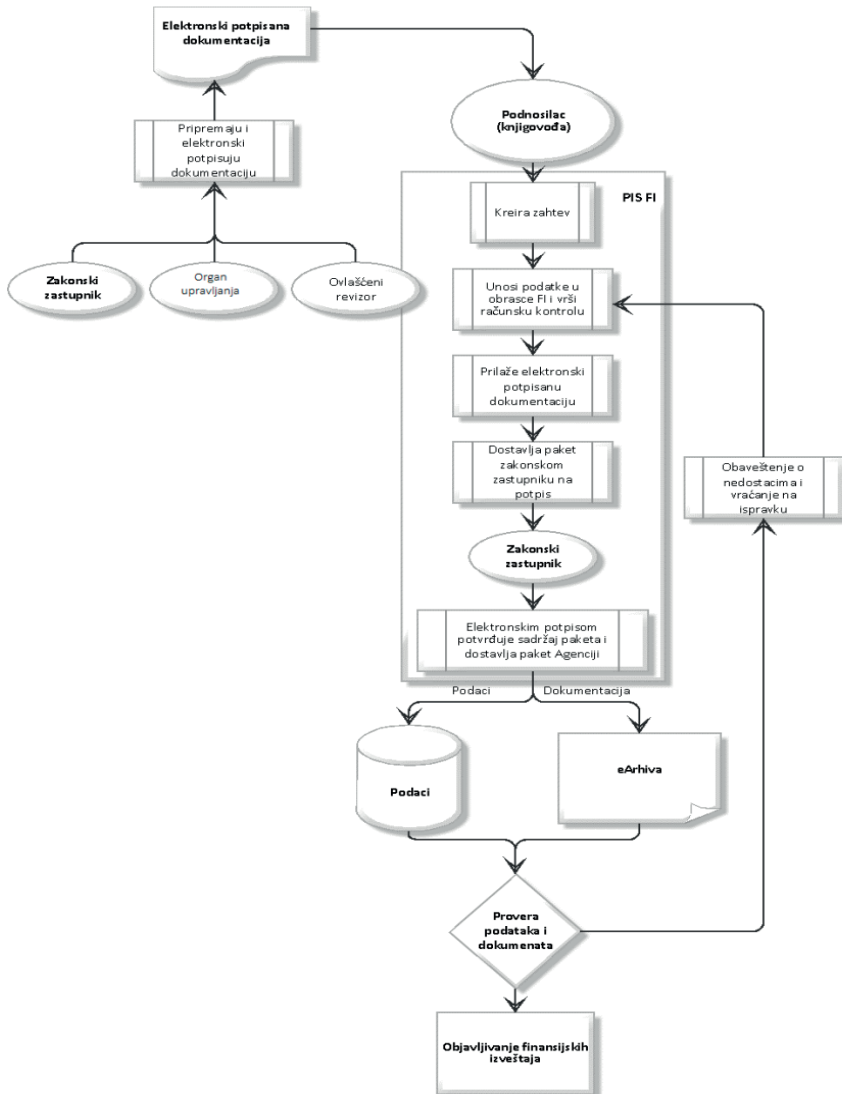 Elektronski potpisana
dokumentacija
Podnosilac
(knjigovođa)
Pripremaju i
elektronski
potpisuju
dokumentaciju
Zakonski
zastupnik
Organ
upravljanja
Ovlašćeni
revizor
PIS FI
Kreira zahtev
Unosi podatke u
obrasce FI i vrši
računsku kontrolu
Prilaže elektronski
potpisanu
dokumentaciju
Dostavlja paket
zakonskom
zastupniku na
potpis
Obaveštenje o
nedostacima i
vraćanje na
ispravku
Zakonski
zastupnik
Elektronskim potpisom
potvrđuje sadržaj paketa i
dostavlja paket Agenciji
Podaci
Dokumentacija
Podaci
eArhiva
Provera
podataka i
dokumenata
Objavljivanje finansijskih
izveštaja